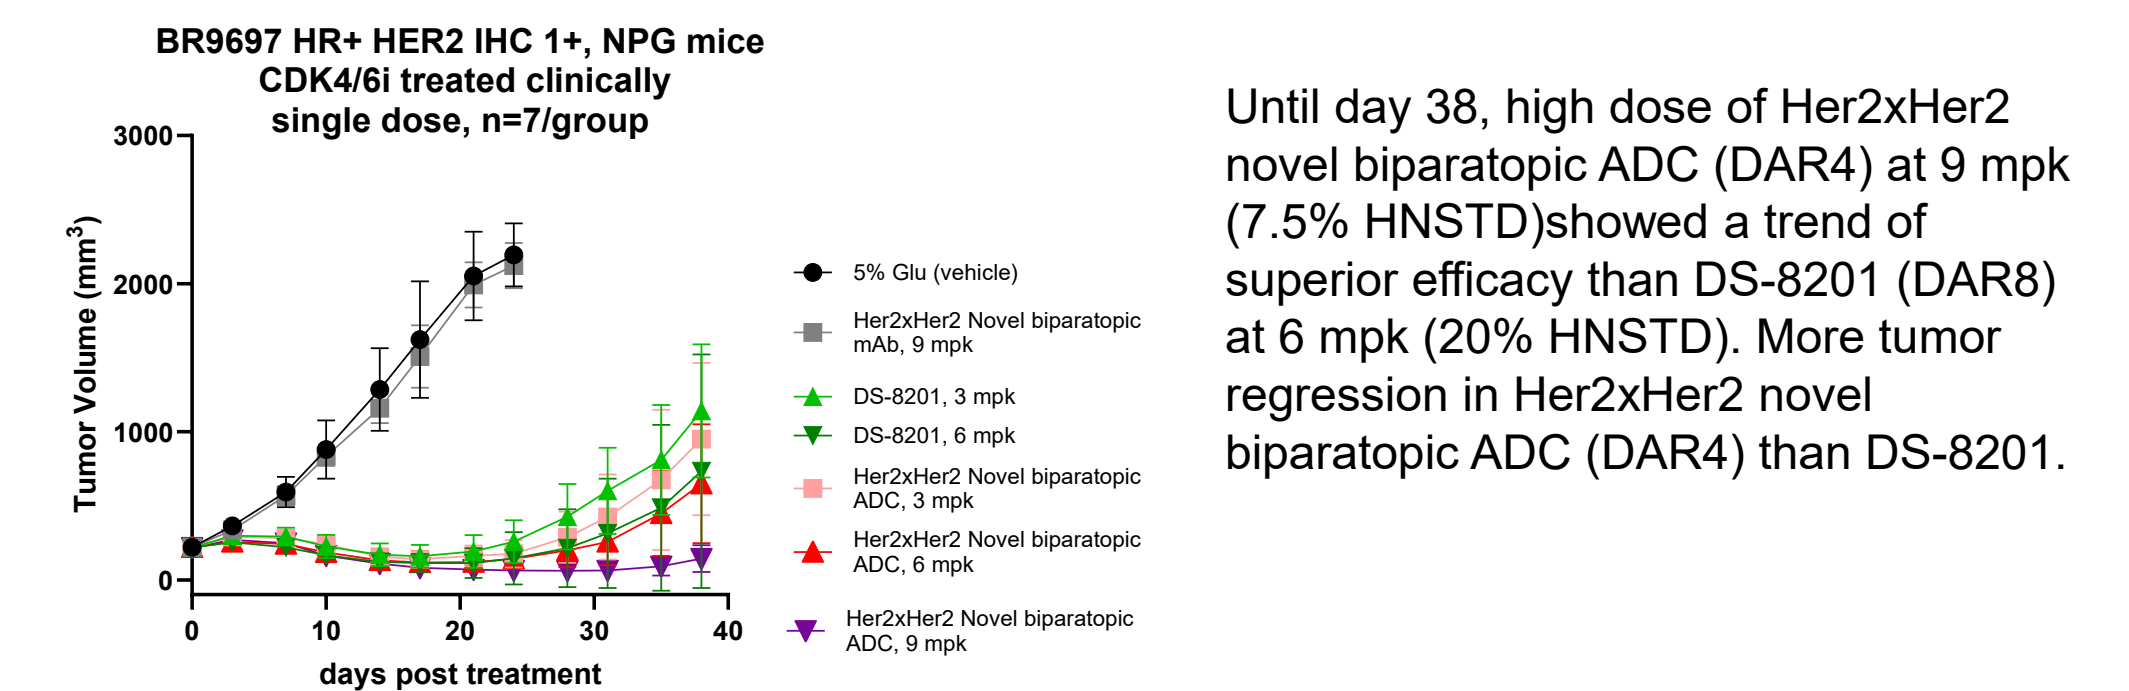 BR9697 HR+ HER2 IHC 1+, NPG mice
CDK4/6i treated clinically
single dose, n=7/group
3000
2000
1000
0
Tumor Volume (mm³)
0 10 20 30 40
days post treatment
5% Glu (vehicle)
Her2xHer2 Novel biparatopic
mAb, 9 mpk
DS-8201, 3 mpk
DS-8201, 6 mpk
Her2xHer2 Novel biparatopic
ADC, 3 mpk
Her2xHer2 Novel biparatopic
ADC, 6 mpk
Her2xHer2 Novel biparatopic
ADC, 9 mpk
Until day 38, high dose of Her2xHer2
novel biparatopic ADC (DAR4) at 9 mpk
(7.5% HNSTD)showed a trend of
superior efficacy than DS-8201 (DAR8)
at 6 mpk (20% HNSTD). More tumor
regression in Her2xHer2 novel
biparatopic ADC (DAR4) than DS-8201.